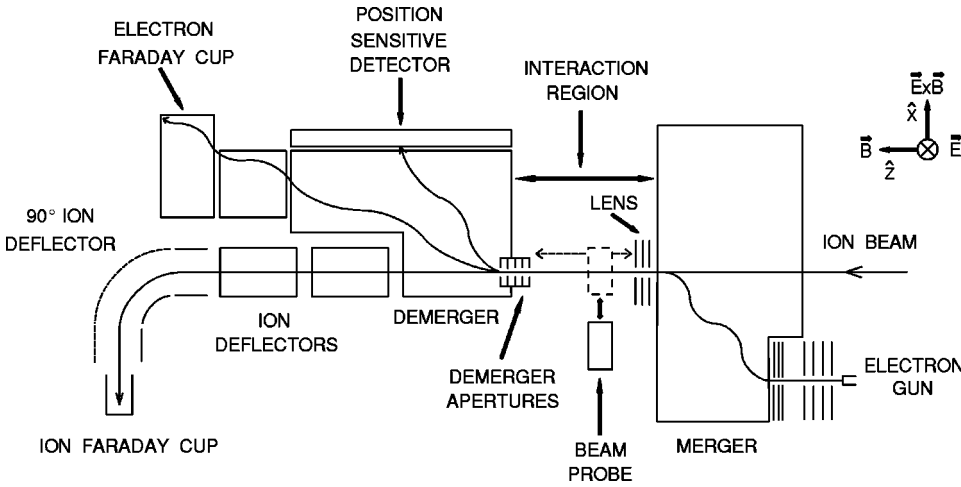 ELECTRON
FARADAY CUP
POSITION
SENSITIVE
DETECTOR
INTERACTION
REGION
E⃗xB⃗
x̂
B⃗
ẑ
E⃗
LENS
90° ION
DEFLECTOR
ION BEAM
ION
DEFLECTORS
DEMERGER
DEMERGER
APERTURES
ELECTRON
GUN
ION FARADAY CUP
BEAM
PROBE
MERGER